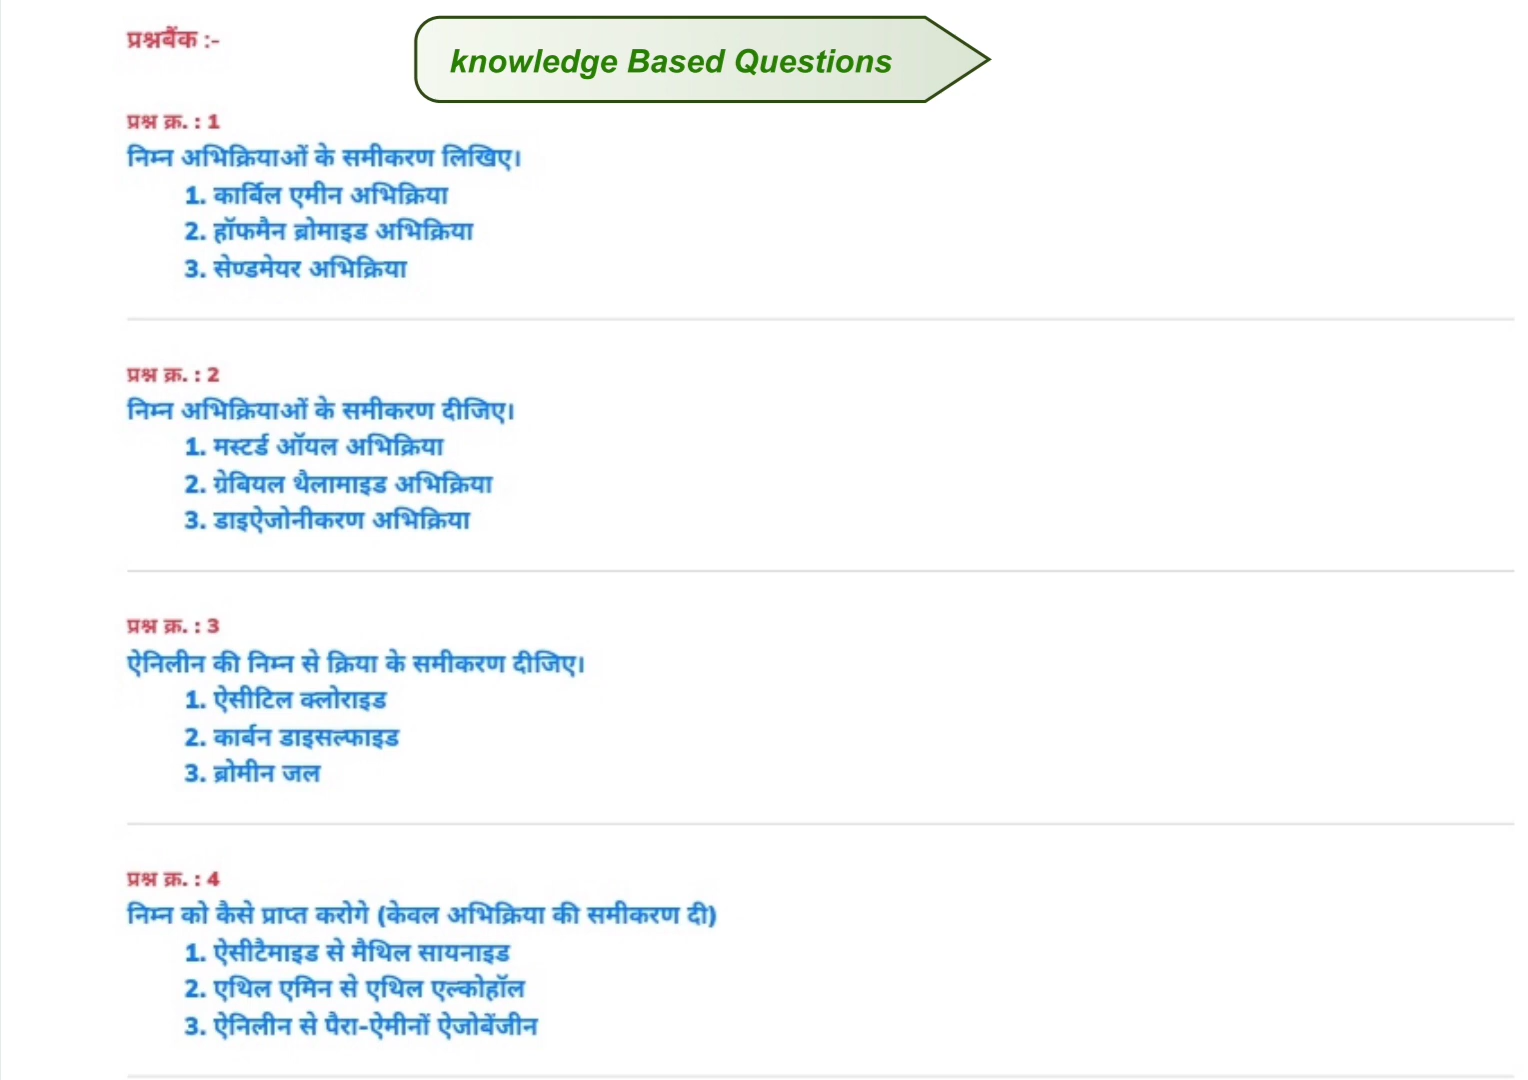 प्रश्नबैंक :-
knowledge Based Questions
प्रश्न क्र. : 1
निम्न अभिक्रियाओं के समीकरण लिखिए।
1. कार्बिल एमीन अभिक्रिया
2. हॉफमैन ब्रोमाइड अभिक्रिया
3. सेण्डमेयर अभिक्रिया
प्रश्न क्र. : 2
निम्न अभिक्रियाओं के समीकरण दीजिए।
1. मस्टर्ड ऑयल अभिक्रिया
2. ग्रेबियल थैलामाइड अभिक्रिया
3. डाइऐजोनीकरण अभिक्रिया
प्रश्न क्र. : 3
ऐनिलीन की निम्न से क्रिया के समीकरण दीजिए।
1. ऐसीटिल क्लोराइड
2. कार्बन डाइसल्फाइड
3. ब्रोमीन जल
प्रश्न क्र. : 4
निम्न को कैसे प्राप्त करोगे (केवल अभिक्रिया की समीकरण दी)
1. ऐसीटैमाइड से मैथिल सायनाइड
2. एथिल एमिन से एथिल एल्कोहॉल
3. ऐनिलीन से पैरा-ऐमीनों ऐजोबेंजीन